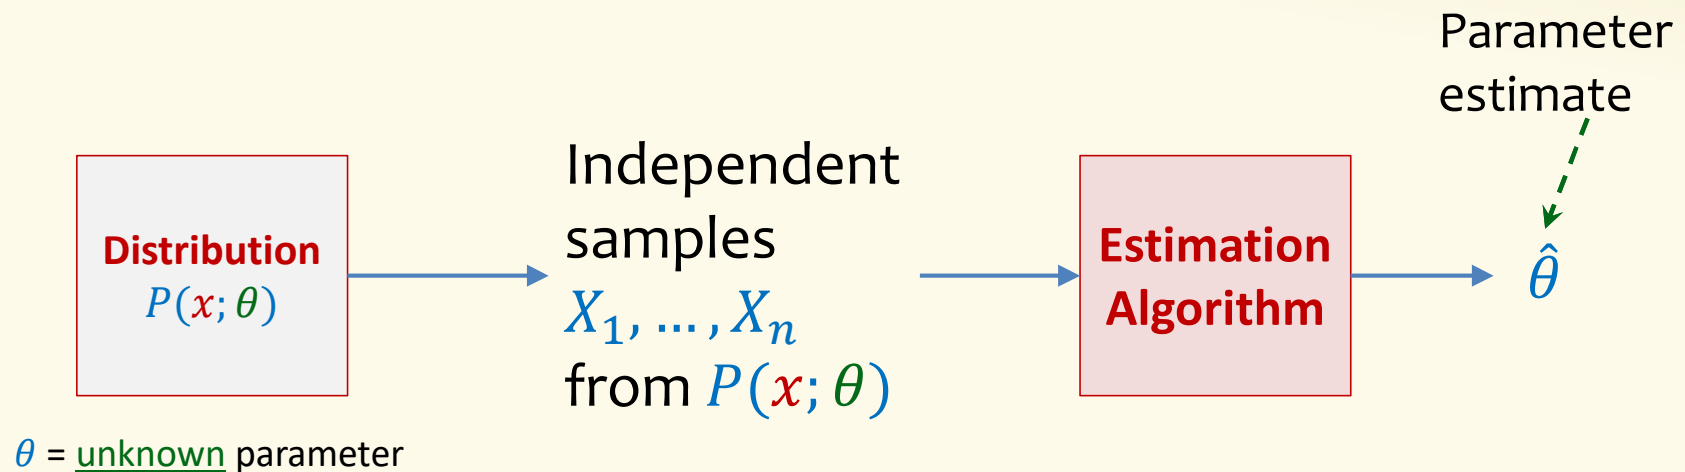 Parameter
estimate
Distribution
P(x; θ)
Independent
samples
X₁, … , Xₙ
from P(x; θ)
Estimation
Algorithm
θ̂
θ = unknown parameter